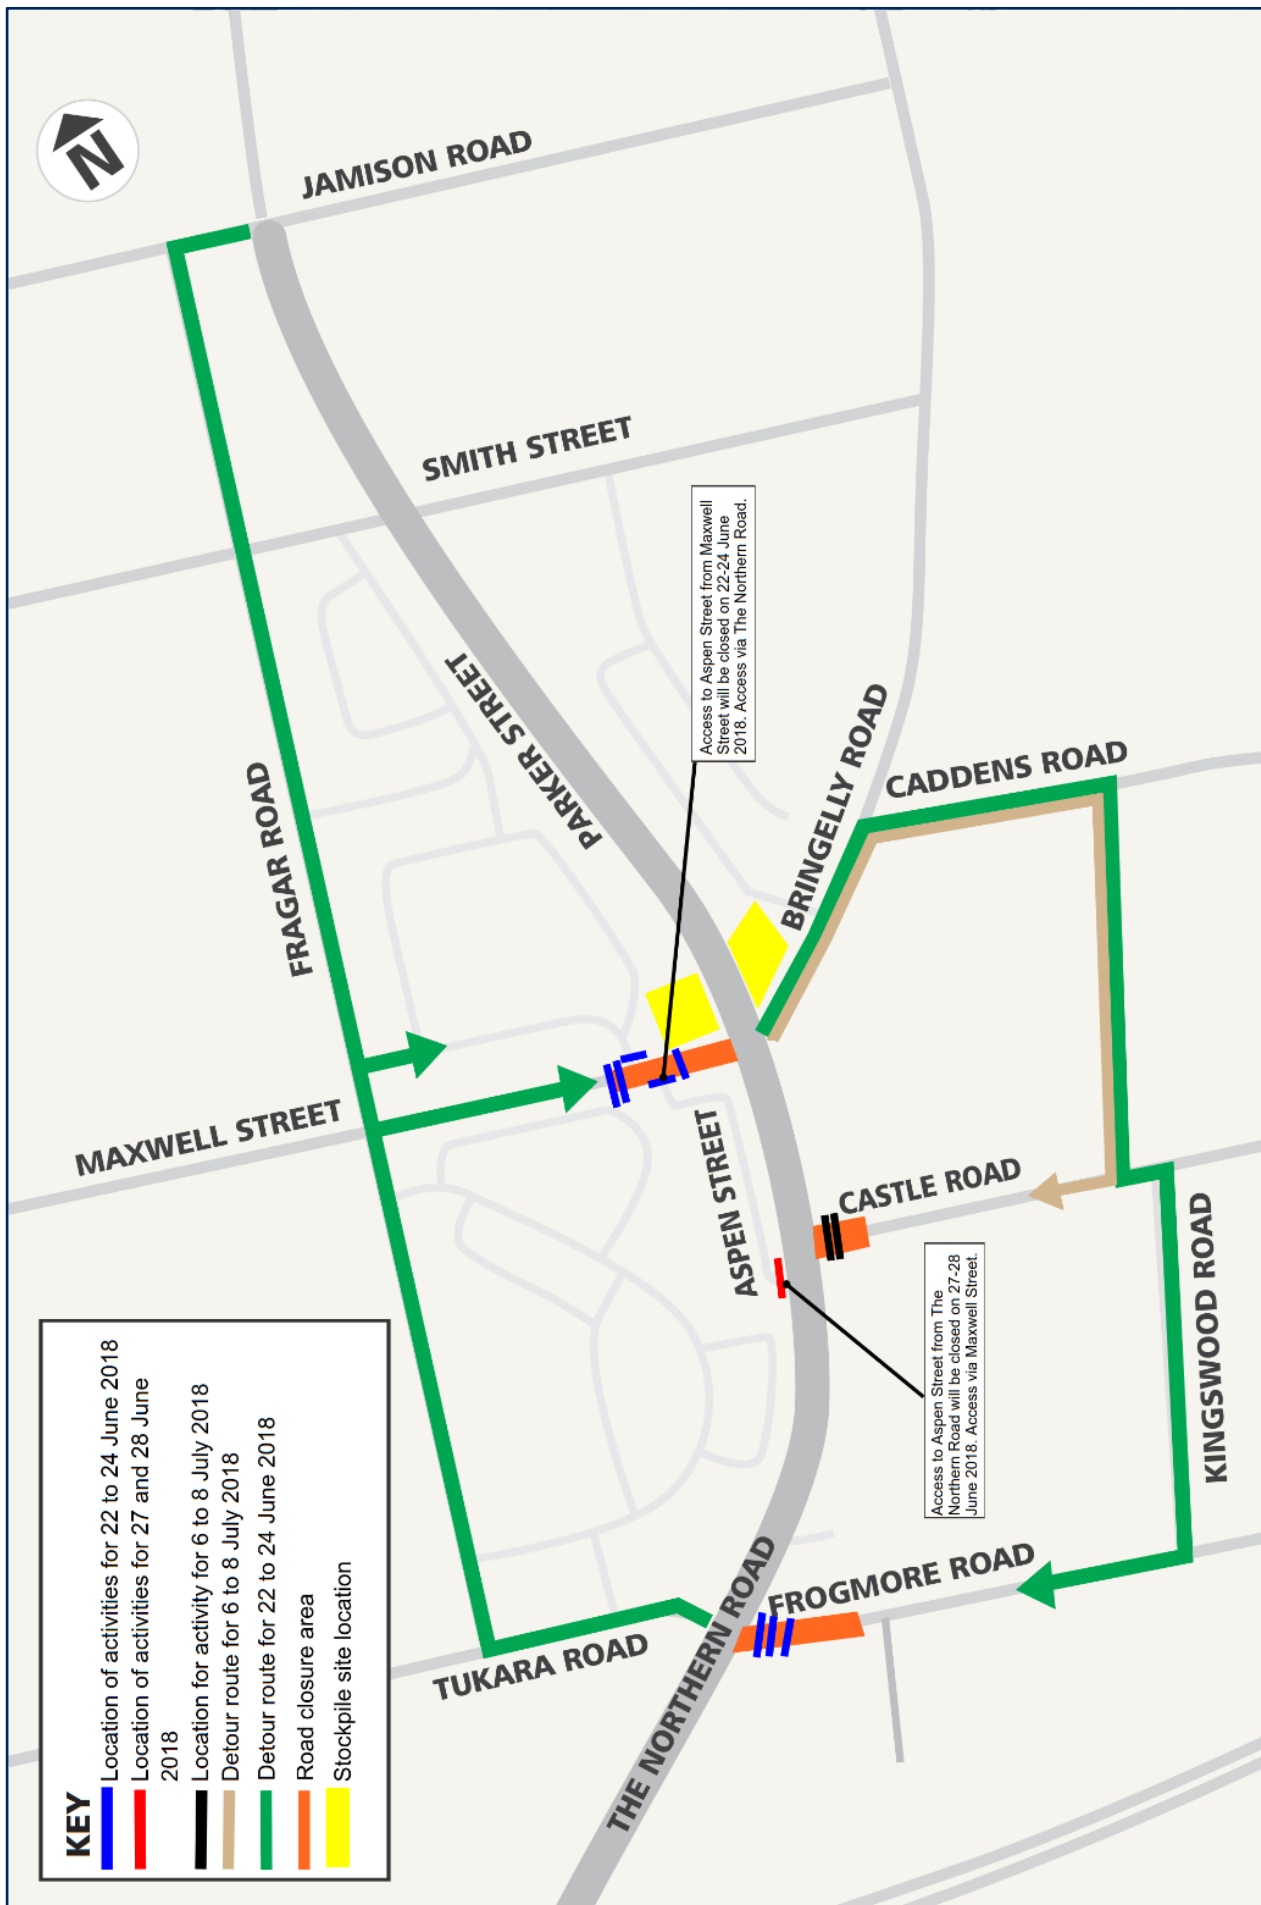 N
JAMISON ROAD
SMITH STREET
PARKER STREET
FRAGAR ROAD
Access to Aspen Street from Maxwell
Street will be closed on 22-24 June
2018. Access via The Northern Road.
BRINGELLY ROAD
CADDENS ROAD
MAXWELL STREET
ASPEN STREET
CASTLE ROAD
KINGSWOOD ROAD
Access to Aspen Street from The
Northern Road will be closed on 27-28
June 2018. Access via Maxwell Street.
FROGMORE ROAD
TUKARA ROAD
THE NORTHERN ROAD
KEY
Location of activities for 22 to 24 June 2018
Location of activities for 27 and 28 June
2018
Location for activity for 6 to 8 July 2018
Detour route for 6 to 8 July 2018
Detour route for 22 to 24 June 2018
Road closure area
Stockpile site location